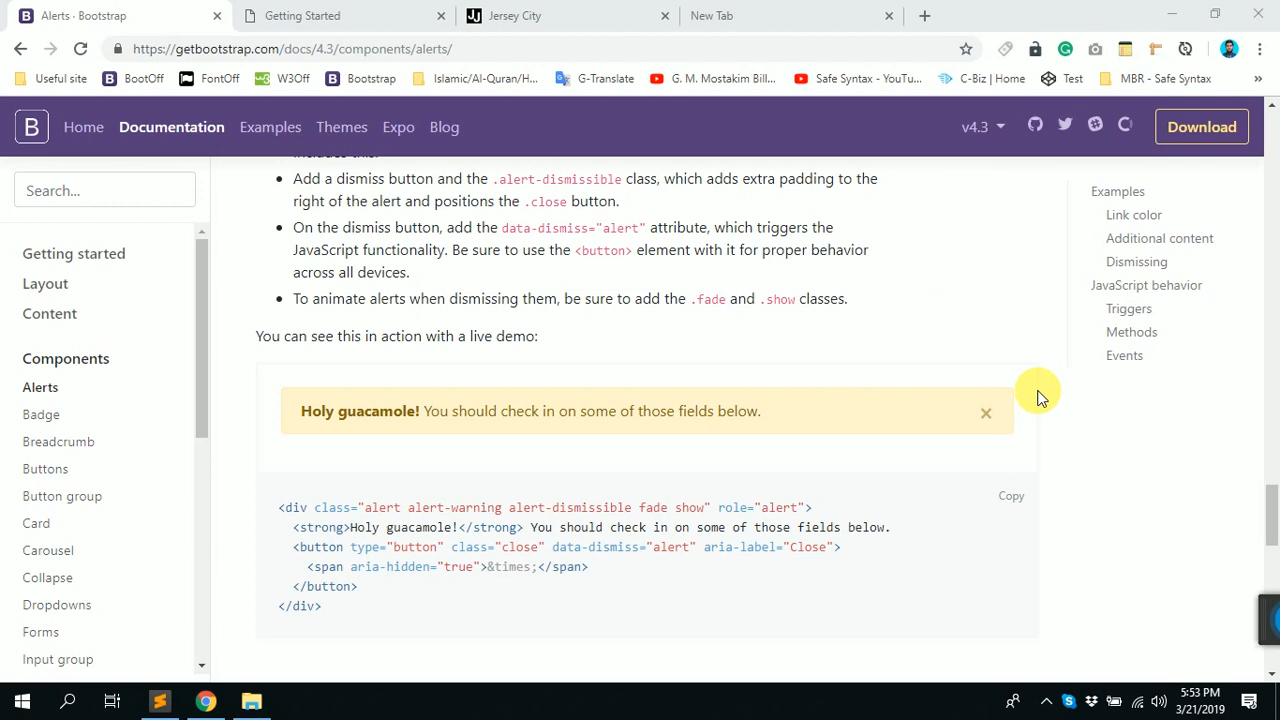 Alerts · Bootstrap
Getting Started
Jersey City
New Tab
https://getbootstrap.com/docs/4.3/components/alerts/
Useful site
BootOff
FontOff
W3Off
Bootstrap
Islamic/Al-Quran/H...
G-Translate
G. M. Mostakim Bill...
Safe Syntax - YouTu...
C-Biz | Home
Test
MBR - Safe Syntax
B
Home
Documentation
Examples
Themes
Expo
Blog
v4.3
Download
Search...
Getting started
Layout
Content
Components
Alerts
Badge
Breadcrumb
Buttons
Button group
Card
Carousel
Collapse
Dropdowns
Forms
Input group
includes this.
Add a dismiss button and the .alert-dismissible class, which adds extra padding to the
right of the alert and positions the .close button.
On the dismiss button, add the data-dismiss="alert" attribute, which triggers the
JavaScript functionality. Be sure to use the <button> element with it for proper behavior
across all devices.
To animate alerts when dismissing them, be sure to add the .fade and .show classes.
You can see this in action with a live demo:
Holy guacamole! You should check in on some of those fields below. ×
Copy
<div class="alert alert-warning alert-dismissible fade show" role="alert">
<strong>Holy guacamole!</strong> You should check in on some of those fields below.
<button type="button" class="close" data-dismiss="alert" aria-label="Close">
<span aria-hidden="true">&times;</span>
</button>
</div>
Examples
Link color
Additional content
Dismissing
JavaScript behavior
Triggers
Methods
Events
5:53 PM
3/21/2019